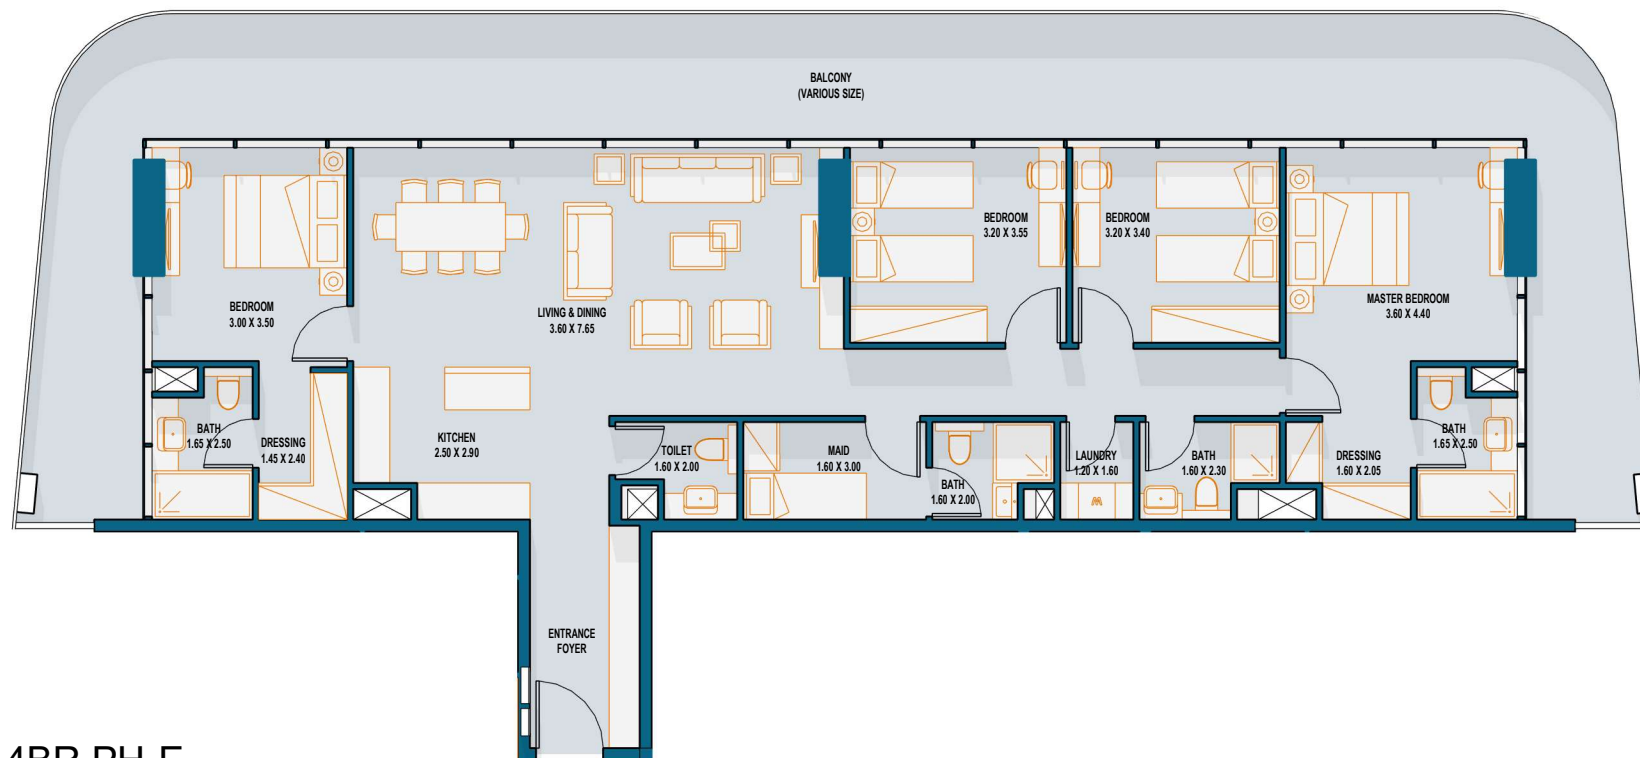 BALCONY
(VARIOUS SIZE)
BEDROOM
3.20 X 3.55
BEDROOM
3.20 X 3.40
BEDROOM
3.00 X 3.50
LIVING & DINING
3.60 X 7.65
MASTER BEDROOM
3.60 X 4.40
BATH
1.65 X 2.50
DRESSING
1.45 X 2.40
KITCHEN
2.50 X 2.90
TOILET
1.60 X 2.00
MAID
1.60 X 3.00
BATH
1.60 X 2.00
LAUNDRY
1.20 X 1.60
BATH
1.60 X 2.30
DRESSING
1.60 X 2.05
BATH
1.65 X 2.50
M
ENTRANCE
FOYER
4BR PH-